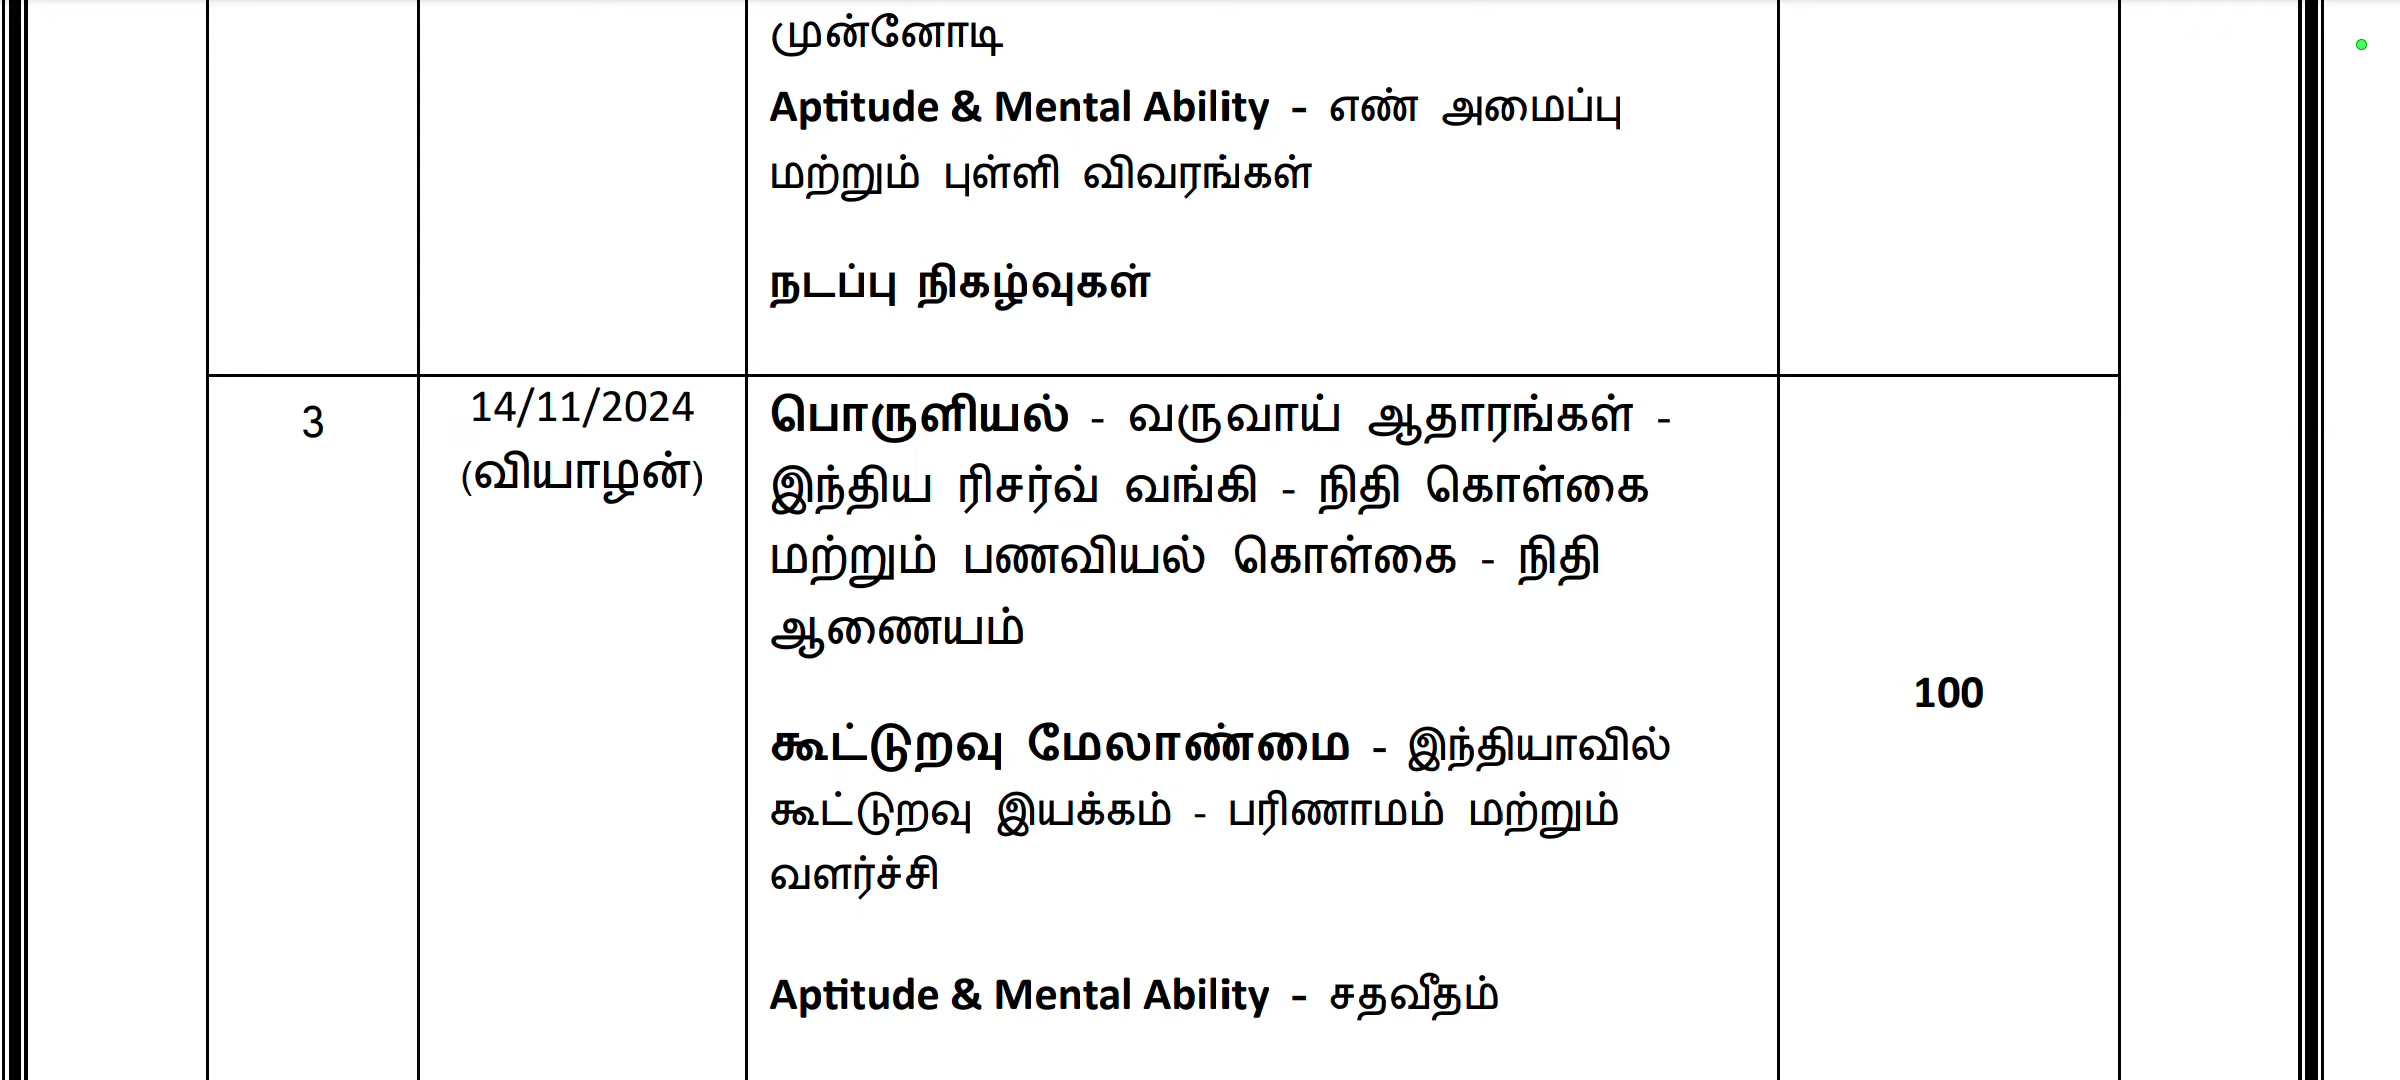 முன்னோடி
Aptitude & Mental Ability - எண் அமைப்பு
மற்றும் புள்ளி விவரங்கள்
நடப்பு நிகழ்வுகள்
3
14/11/2024
(வியாழன்)
பொருளியல் - வருவாய் ஆதாரங்கள் -
இந்திய ரிசர்வ் வங்கி - நிதி கொள்கை
மற்றும் பணவியல் கொள்கை - நிதி
ஆணையம்
கூட்டுறவு மேலாண்மை - இந்தியாவில்
கூட்டுறவு இயக்கம் - பரிணாமம் மற்றும்
வளர்ச்சி
Aptitude & Mental Ability - சதவீதம்
100